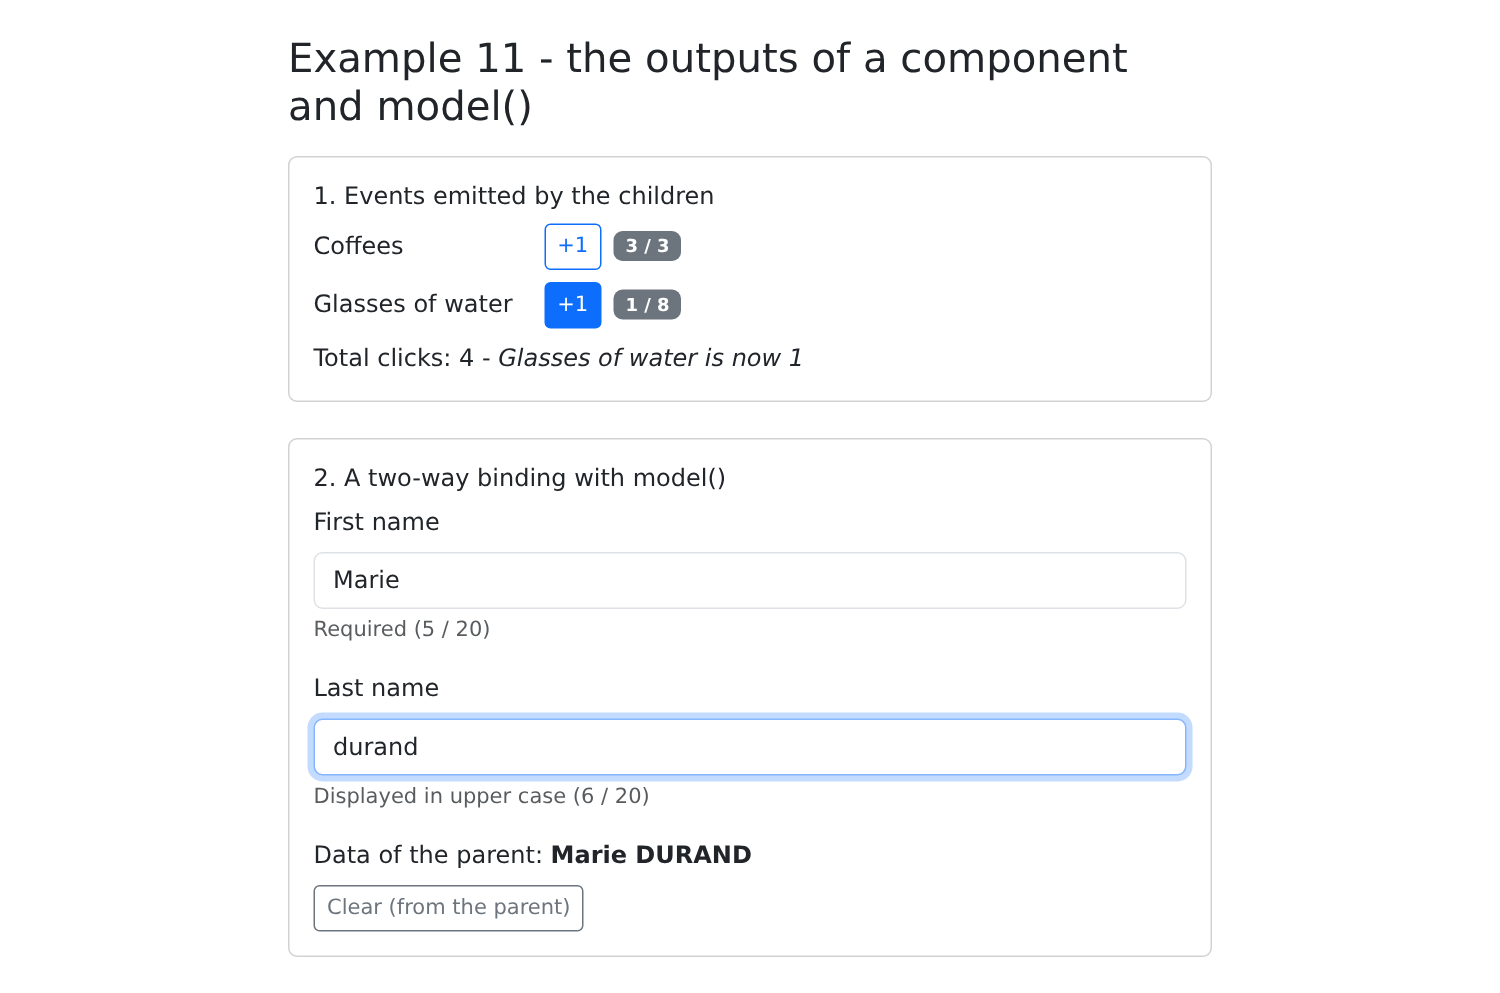 Example 11 - the outputs of a component
and model()
1. Events emitted by the children
Coffees +1 3 / 3
Glasses of water +1 1 / 8
Total clicks: 4 - Glasses of water is now 1
2. A two-way binding with model()
First name
Marie
Required (5 / 20)
Last name
durand
Displayed in upper case (6 / 20)
Data of the parent: Marie DURAND
Clear (from the parent)